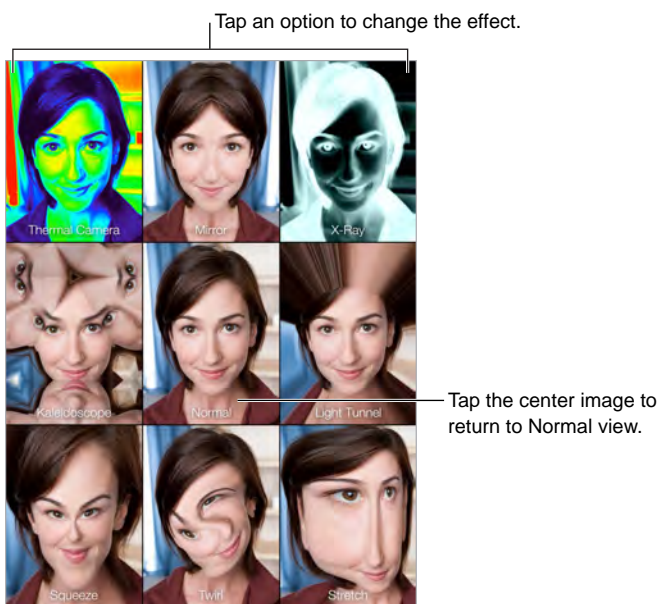 Tap an option to change the effect.
Thermal Camera
Mirror
X-Ray
Kaleidoscope
Normal
Light Tunnel
Tap the center image to
return to Normal view.
Squeeze
Twirl
Stretch